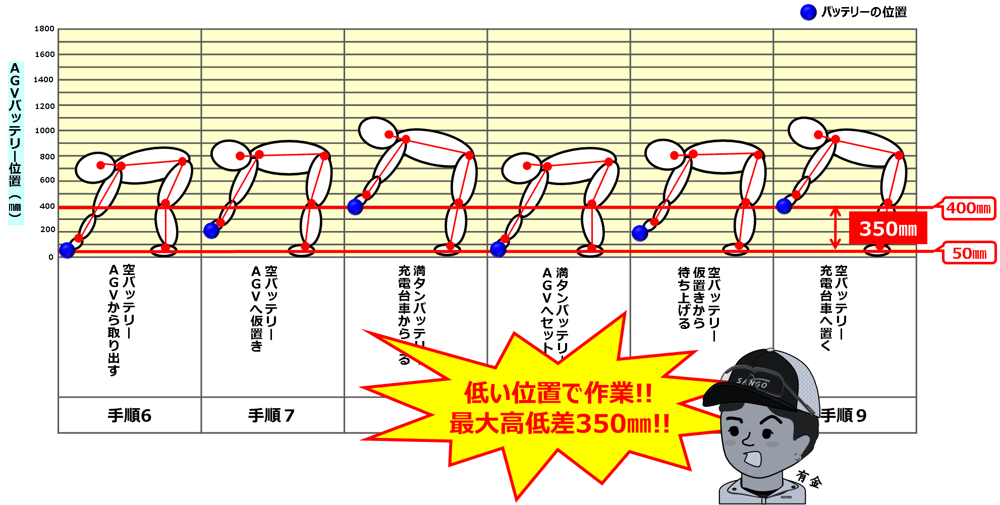 バッテリーの位置
AGVバッテリー位置（㎜）
1800
1600
1400
1200
1000
800
600
400
200
0
400㎜
350㎜
50㎜
空バッテリー
AGVから取り出す
空バッテリー
AGVへ仮置き
満タンバッテリ
充電台車から
る
満タンバッテリー
AGVへセット
空バッテリー
仮置きから
待ち上げる
空バッテリー
充電台車へ置く
手順6
手順７
手順９
低い位置で作業!!
最大高低差350㎜!!
SANGO
有金